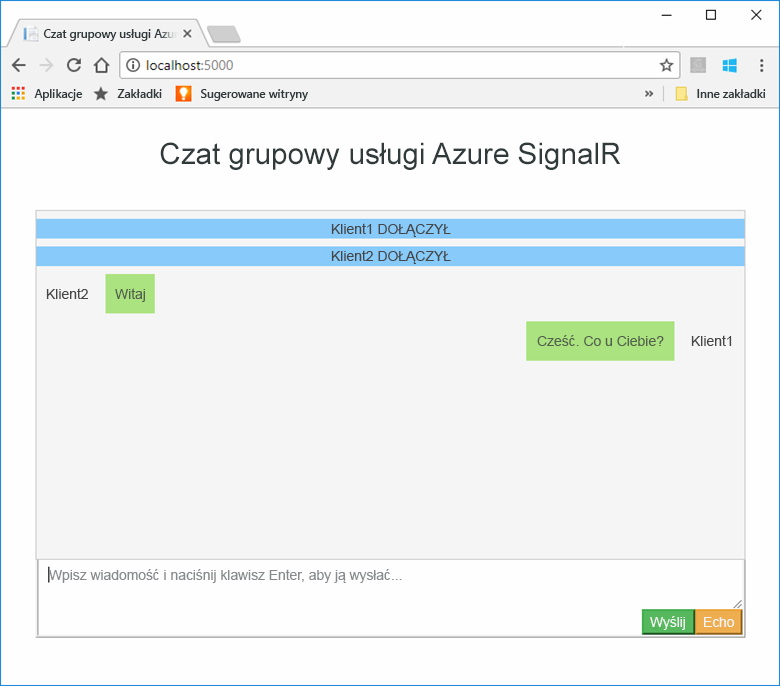 Czat grupowy usługi Azu
localhost:5000
Aplikacje Zakładki Sugerowane witryny » Inne zakładki
Czat grupowy usługi Azure SignalR
Klient1 DOŁĄCZYŁ
Klient2 DOŁĄCZYŁ
Klient2 Witaj
Cześć. Co u Ciebie? Klient1
Wpisz wiadomość i naciśnij klawisz Enter, aby ją wysłać...
Wyślij Echo